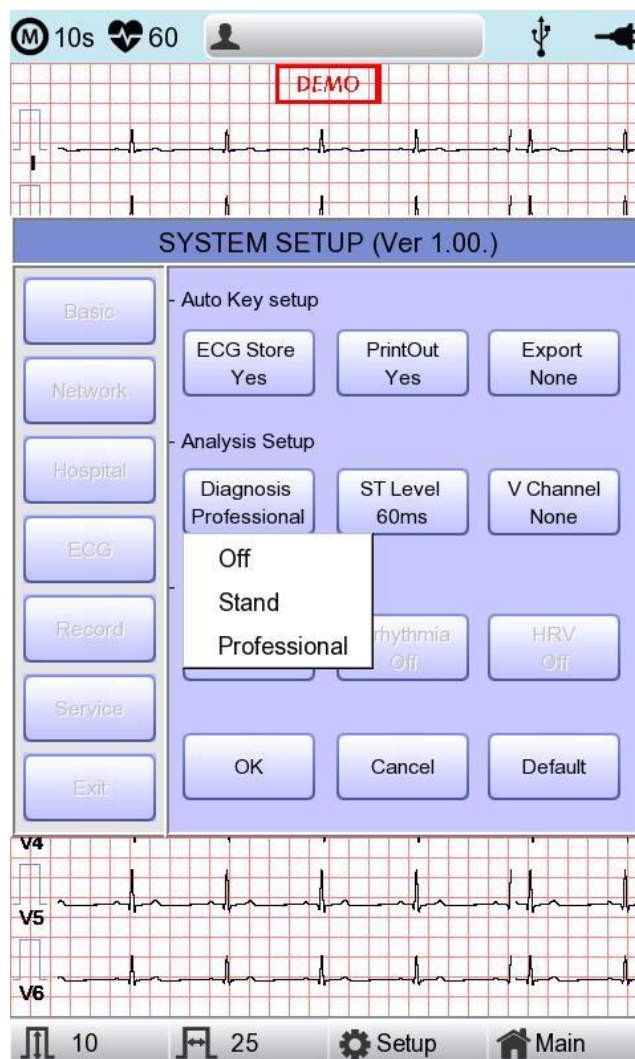 M 10s 60
DEMO
I
SYSTEM SETUP (Ver 1.00.)
Basic
Network
Hospital
ECG
Record
Service
Exit
- Auto Key setup
ECG Store
Yes
PrintOut
Yes
Export
None
- Analysis Setup
Diagnosis
Professional
ST Level
60ms
V Channel
None
Off
Stand
Professional
-
rhythmia
Off
HRV
Off
OK
Cancel
Default
V4
V5
V6
10
25
Setup
Main